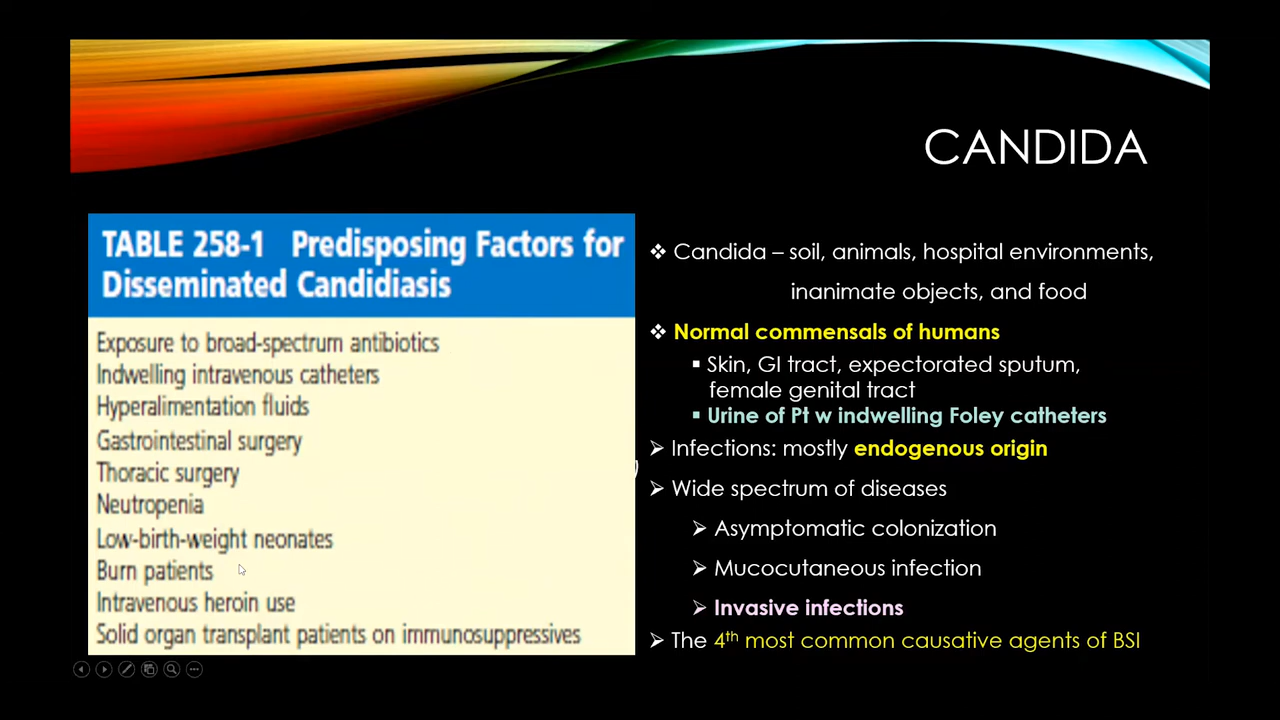 CANDIDA
TABLE 258-1 Predisposing Factors for
Disseminated Candidiasis
Exposure to broad-spectrum antibiotics
Indwelling intravenous catheters
Hyperalimentation fluids
Gastrointestinal surgery
Thoracic surgery
Neutropenia
Low-birth-weight neonates
Burn patients
Intravenous heroin use
Solid organ transplant patients on immunosuppressives
❖ Candida – soil, animals, hospital environments,
inanimate objects, and food
❖ Normal commensals of humans
▪ Skin, GI tract, expectorated sputum,
female genital tract
▪ Urine of Pt w indwelling Foley catheters
➢ Infections: mostly endogenous origin
➢ Wide spectrum of diseases
➢ Asymptomatic colonization
➢ Mucocutaneous infection
➢ Invasive infections
➢ The 4th most common causative agents of BSI